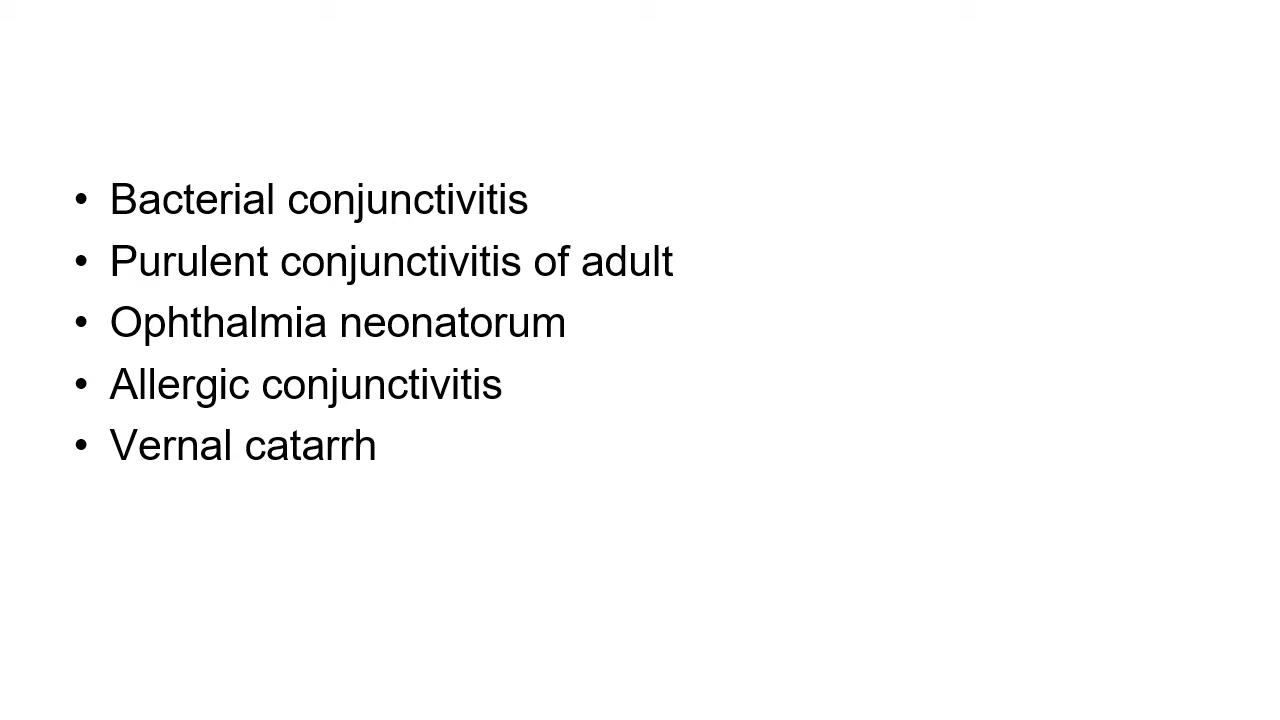 • Bacterial conjunctivitis
• Purulent conjunctivitis of adult
• Ophthalmia neonatorum
• Allergic conjunctivitis
• Vernal catarrh